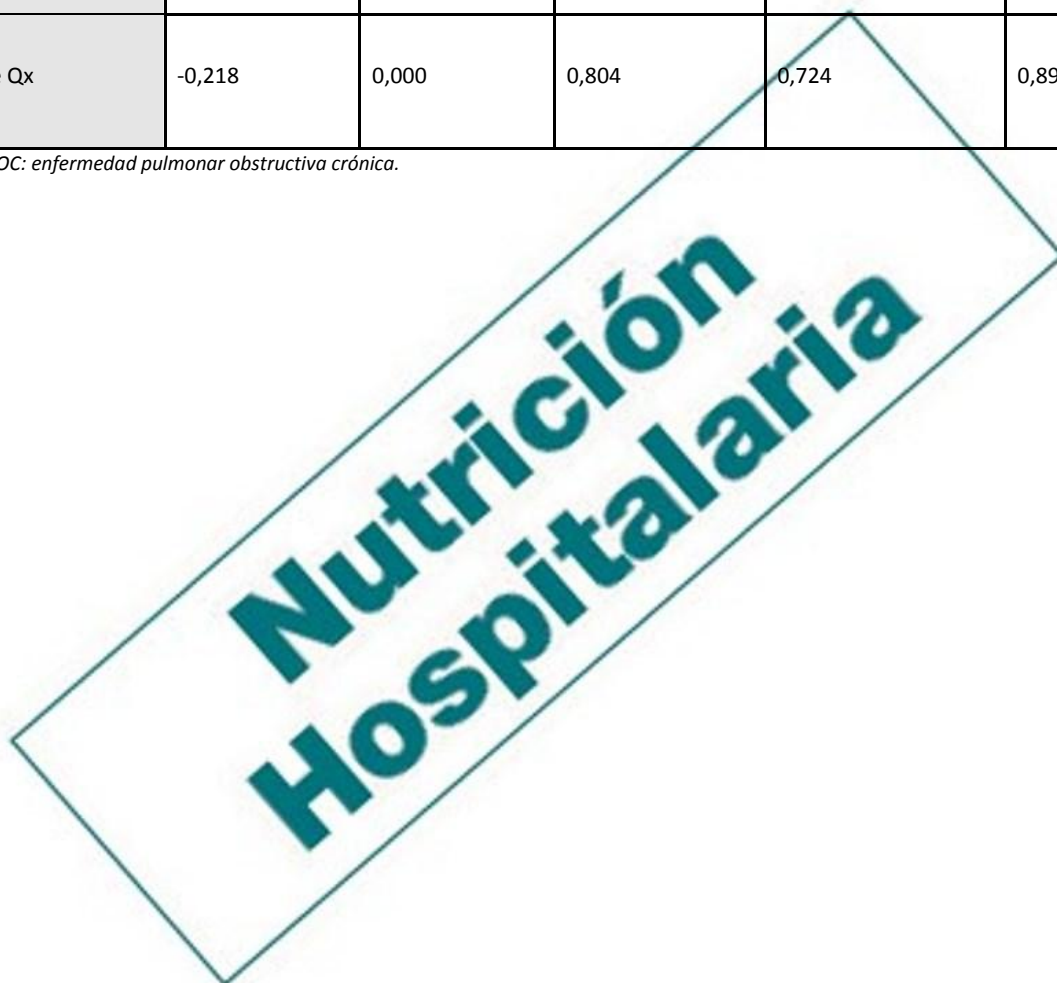 Qx -0,218 0,000 0,804 0,724 0,89
OC: enfermedad pulmonar obstructiva crónica.
Nutrición
Hospitalaria